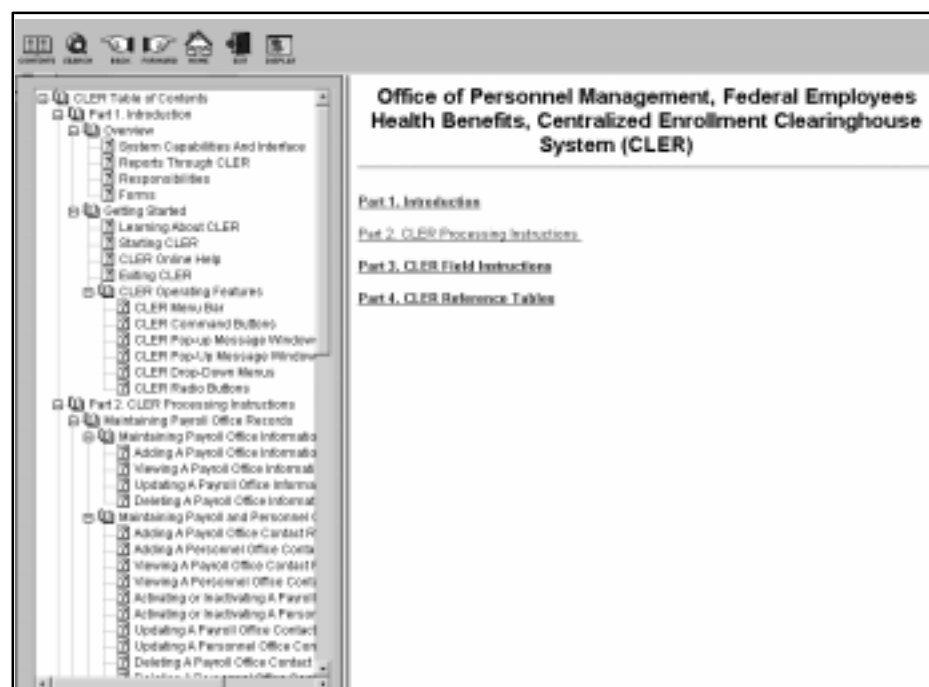 CONTENTS SEARCH BACK FORWARD HOME EXIT DISPLAY
CLER Table of Contents
Part 1. Introduction
Overview
System Capabilities And Interface
Reports Through CLER
Responsibilities
Forms
Getting Started
Learning About CLER
Starting CLER
CLER Online Help
Exiting CLER
CLER Operating Features
CLER Menu Bar
CLER Command Buttons
CLER Pop-up Message Window
CLER Pop-Up Message Window
CLER Drop-Down Menus
CLER Radio Buttons
Part 2. CLER Processing Instructions
Maintaining Payroll Office Records
Maintaining Payroll Office Informatio
Adding A Payroll Office Informatio
Viewing A Payroll Office Informati
Updating A Payroll Office Informa
Deleting A Payroll Office Informat
Maintaining Payroll and Personnel
Adding A Payroll Office Contact R
Adding A Personnel Office Conta
Viewing A Payroll Office Contact
Viewing A Personnel Office Conta
Activating or Inactivating A Payroll
Activating or Inactivating A Person
Updating A Payroll Office Contact
Updating A Personnel Office Con
Deleting A Payroll Office Contact
Office of Personnel Management, Federal Employees
Health Benefits, Centralized Enrollment Clearinghouse
System (CLER)
Part 1. Introduction
Part 2. CLER Processing Instructions
Part 3. CLER Field Instructions
Part 4. CLER Reference Tables